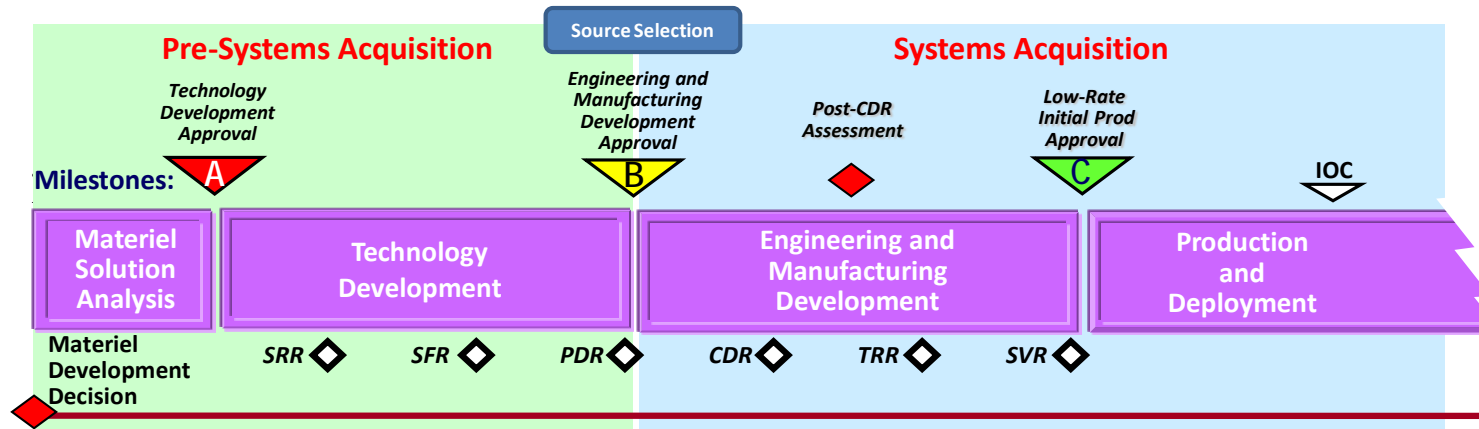 Source Selection
Pre-Systems Acquisition
Systems Acquisition
Technology
Development
Approval
Engineering and
Manufacturing
Development
Approval
Post-CDR
Assessment
Low-Rate
Initial Prod
Approval
Milestones:
A
B
C
IOC
Materiel
Solution
Analysis
Technology
Development
Engineering and
Manufacturing
Development
Production
and
Deployment
Materiel
Development
Decision
SRR
SFR
PDR
CDR
TRR
SVR